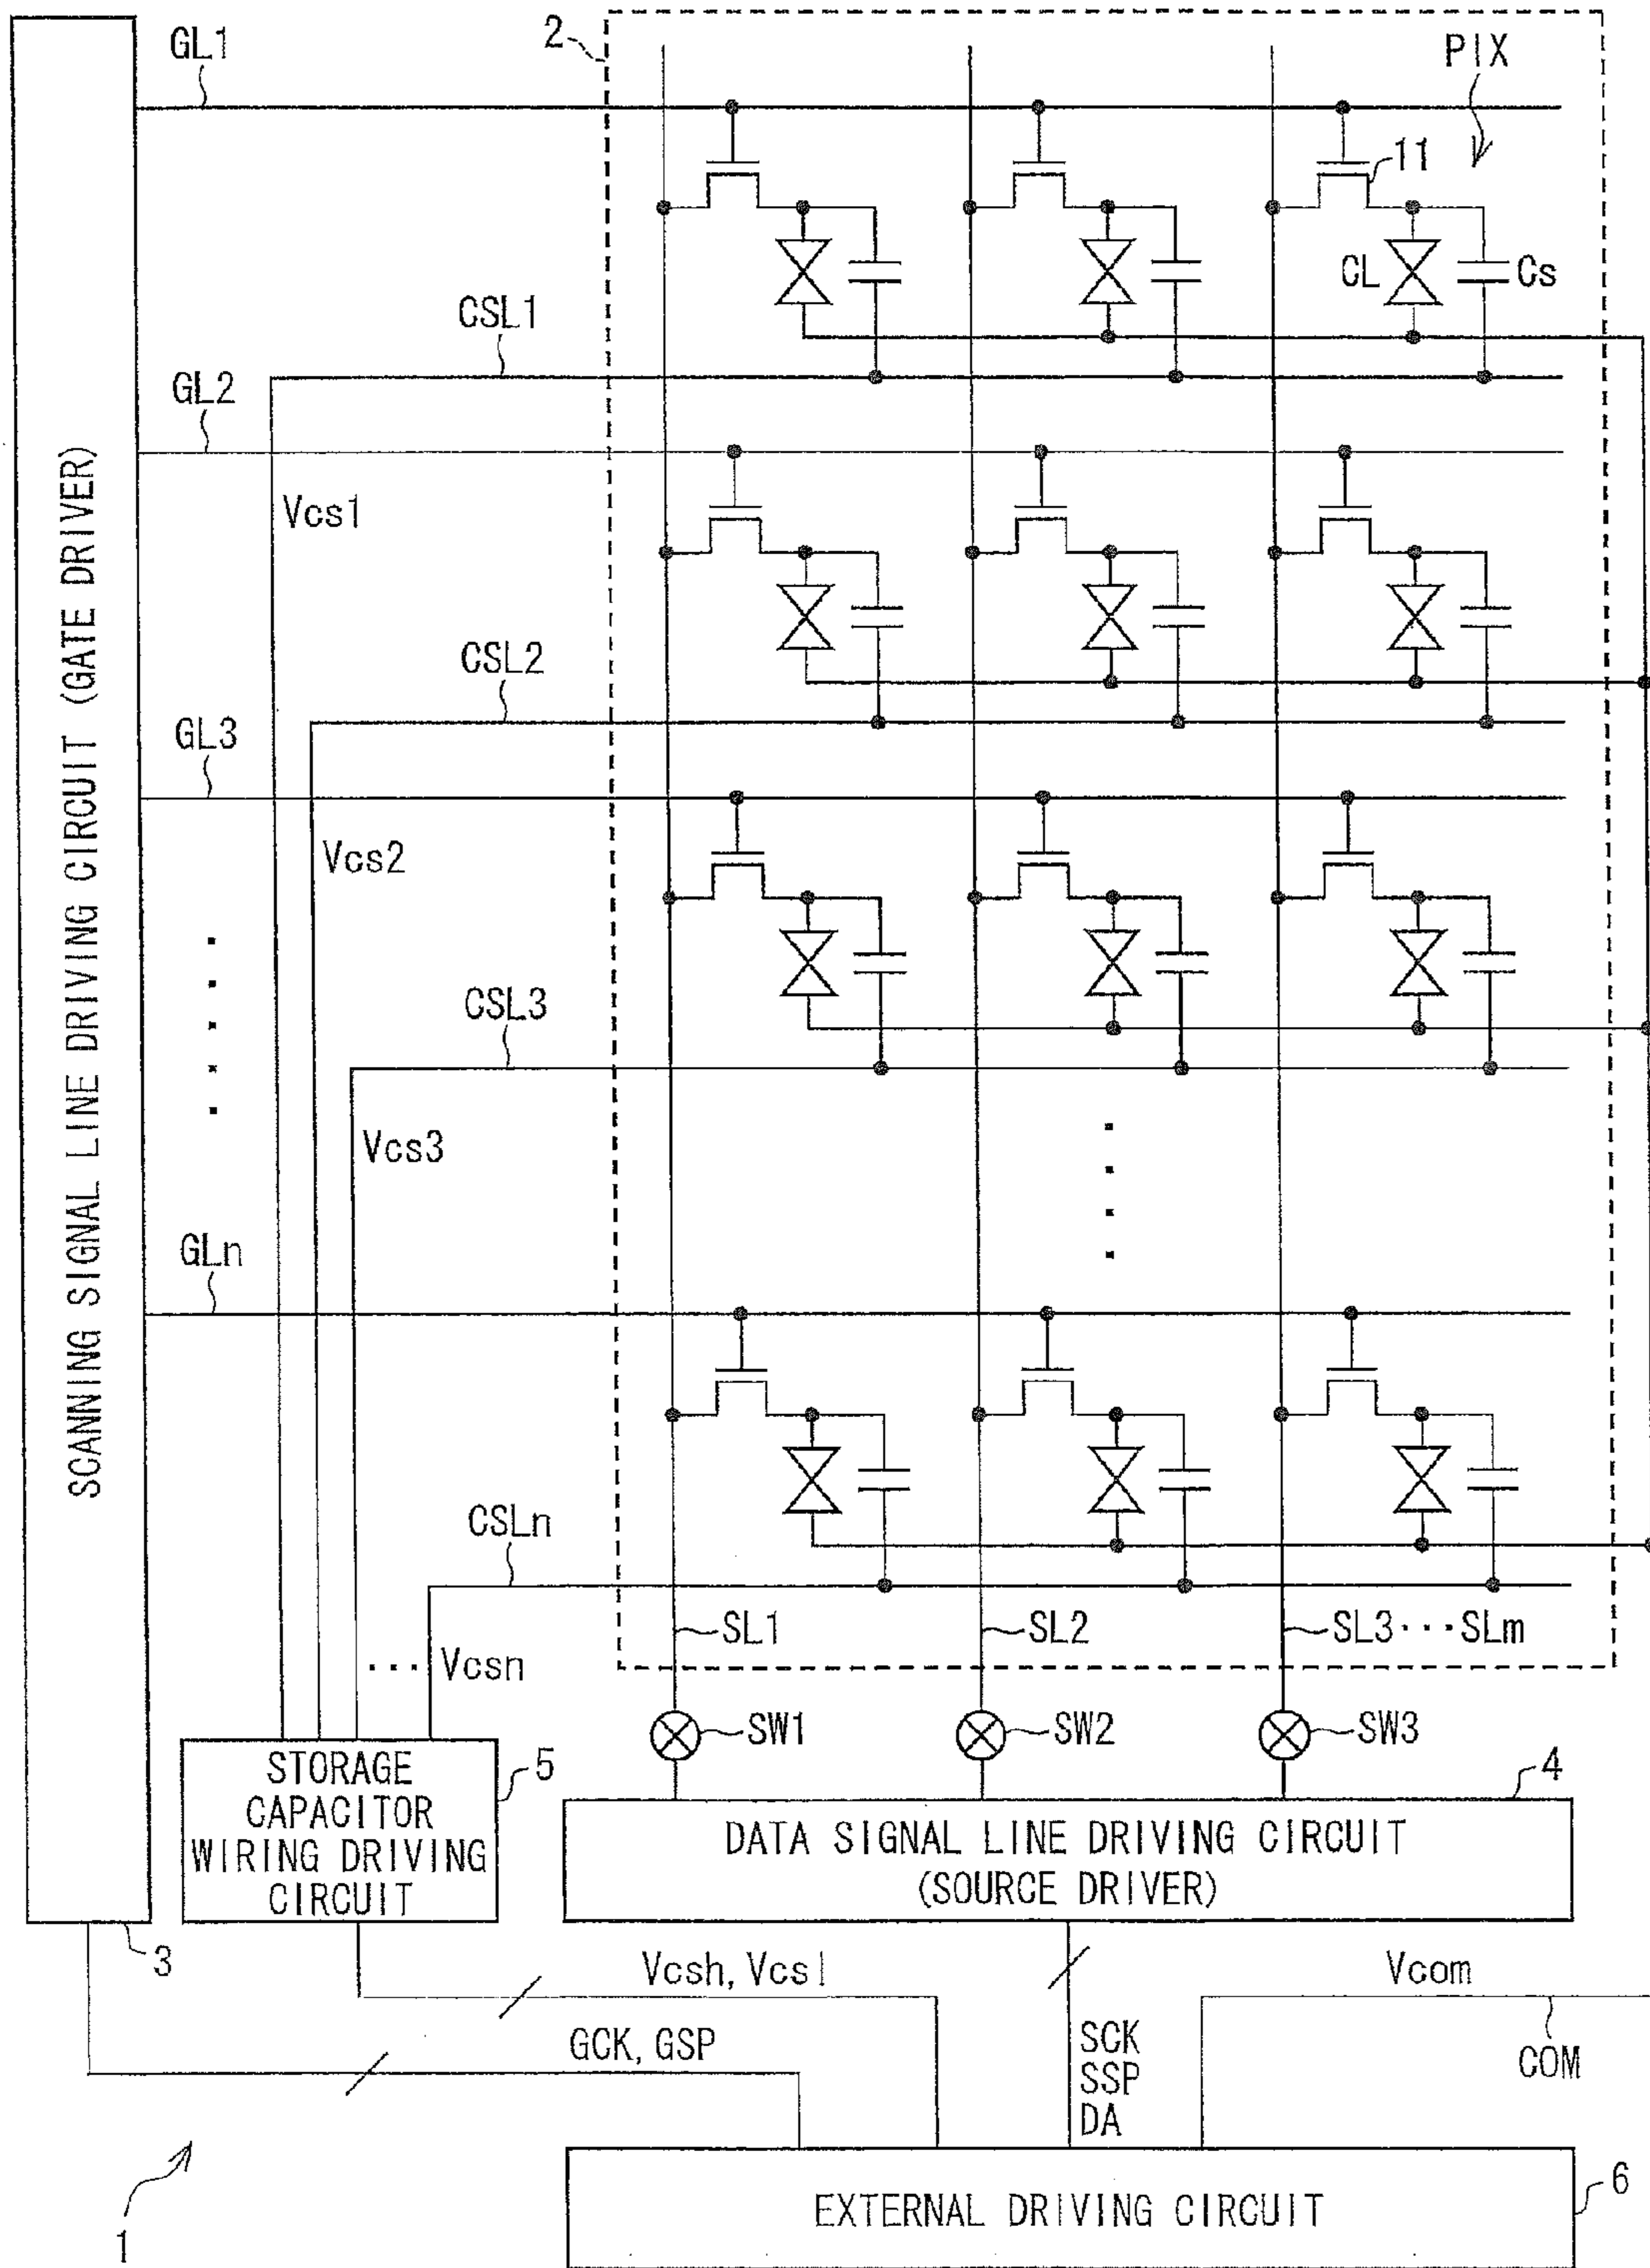 GL1
2
PIX
11
CL
Cs
CSL1
GL2
Vcs1
CSL2
GL3
Vcs2
CSL3
Vcs3
GLn
CSLn
SL1
SL2
SL3···SLm
··· Vcsn
SW1
SW2
SW3
SCANNING SIGNAL LINE DRIVING CIRCUIT (GATE DRIVER)
STORAGE
CAPACITOR
WIRING DRIVING
CIRCUIT
5
4
DATA SIGNAL LINE DRIVING CIRCUIT
(SOURCE DRIVER)
3
Vcsh, Vcsl
Vcom
GCK, GSP
SCK
SSP
DA
COM
1
EXTERNAL DRIVING CIRCUIT
6